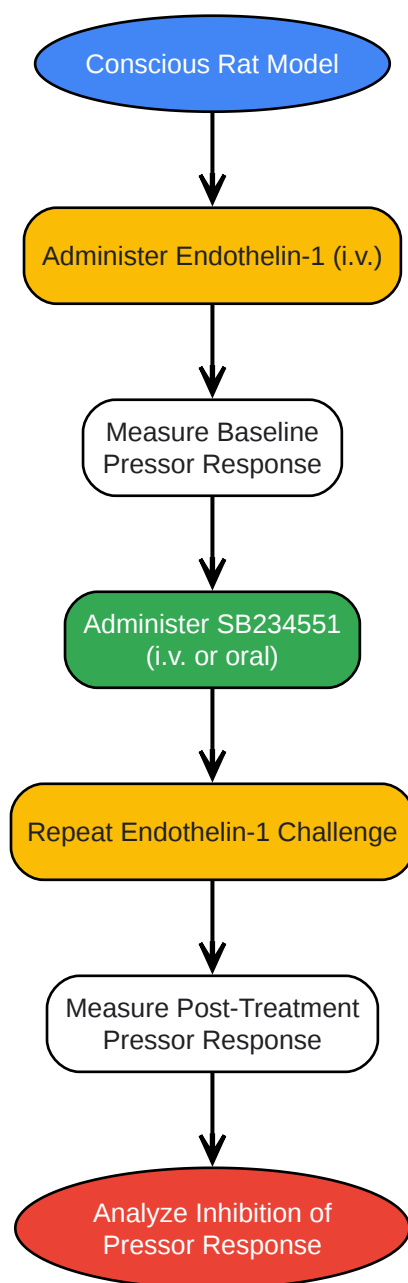 Conscious Rat Model
Administer Endothelin-1 (i.v.)
Measure Baseline
Pressor Response
Administer SB234551
(i.v. or oral)
Repeat Endothelin-1 Challenge
Measure Post-Treatment
Pressor Response
Analyze Inhibition of
Pressor Response